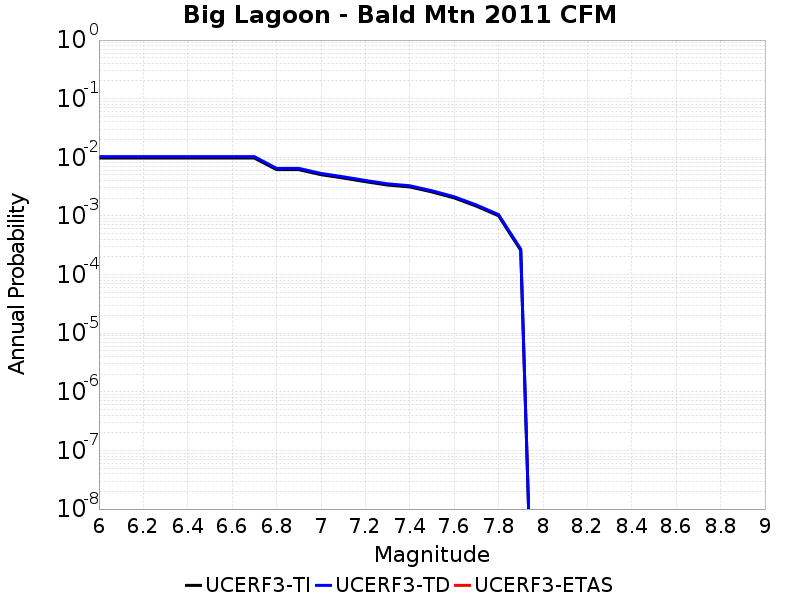 Big Lagoon - Bald Mtn 2011 CFM
Annual Probability
10^0
10^-1
10^-2
10^-3
10^-4
10^-5
10^-6
10^-7
10^-8
6 6.2 6.4 6.6 6.8 7 7.2 7.4 7.6 7.8 8 8.2 8.4 8.6 8.8 9
Magnitude
UCERF3-TI UCERF3-TD UCERF3-ETAS